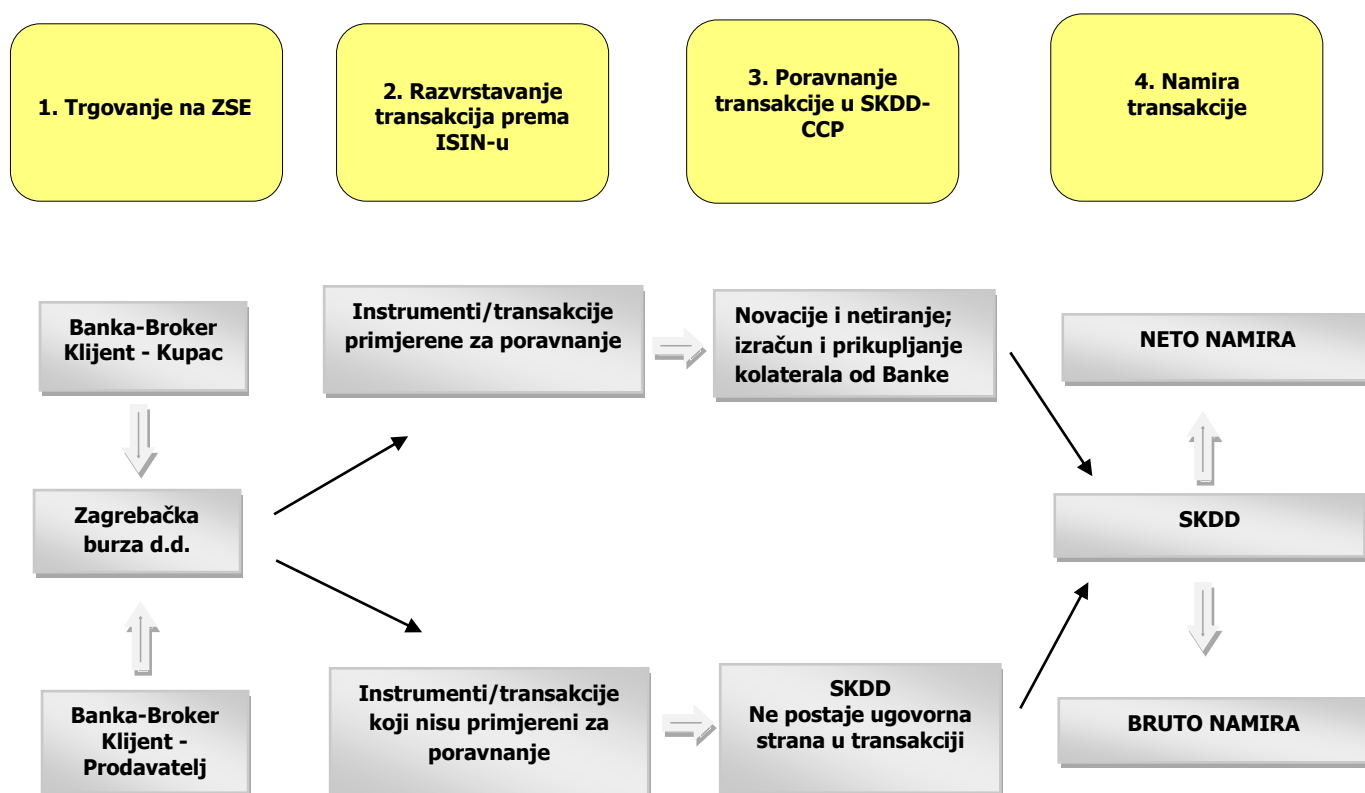 1. Trgovanje na ZSE
2. Razvrstavanje
transakcija prema
ISIN-u
3. Poravnanje
transakcije u SKDD-
CCP
4. Namira
transakcije
Banka-Broker
Klijent - Kupac
Instrumenti/transakcije
primjerene za poravnanje
Novacije i netiranje;
izračun i prikupljanje
kolaterala od Banke
NETO NAMIRA
Zagrebačka
burza d.d.
SKDD
Banka-Broker
Klijent -
Prodavatelj
Instrumenti/transakcije
koji nisu primjereni za
poravnanje
SKDD
Ne postaje ugovorna
strana u transakciji
BRUTO NAMIRA